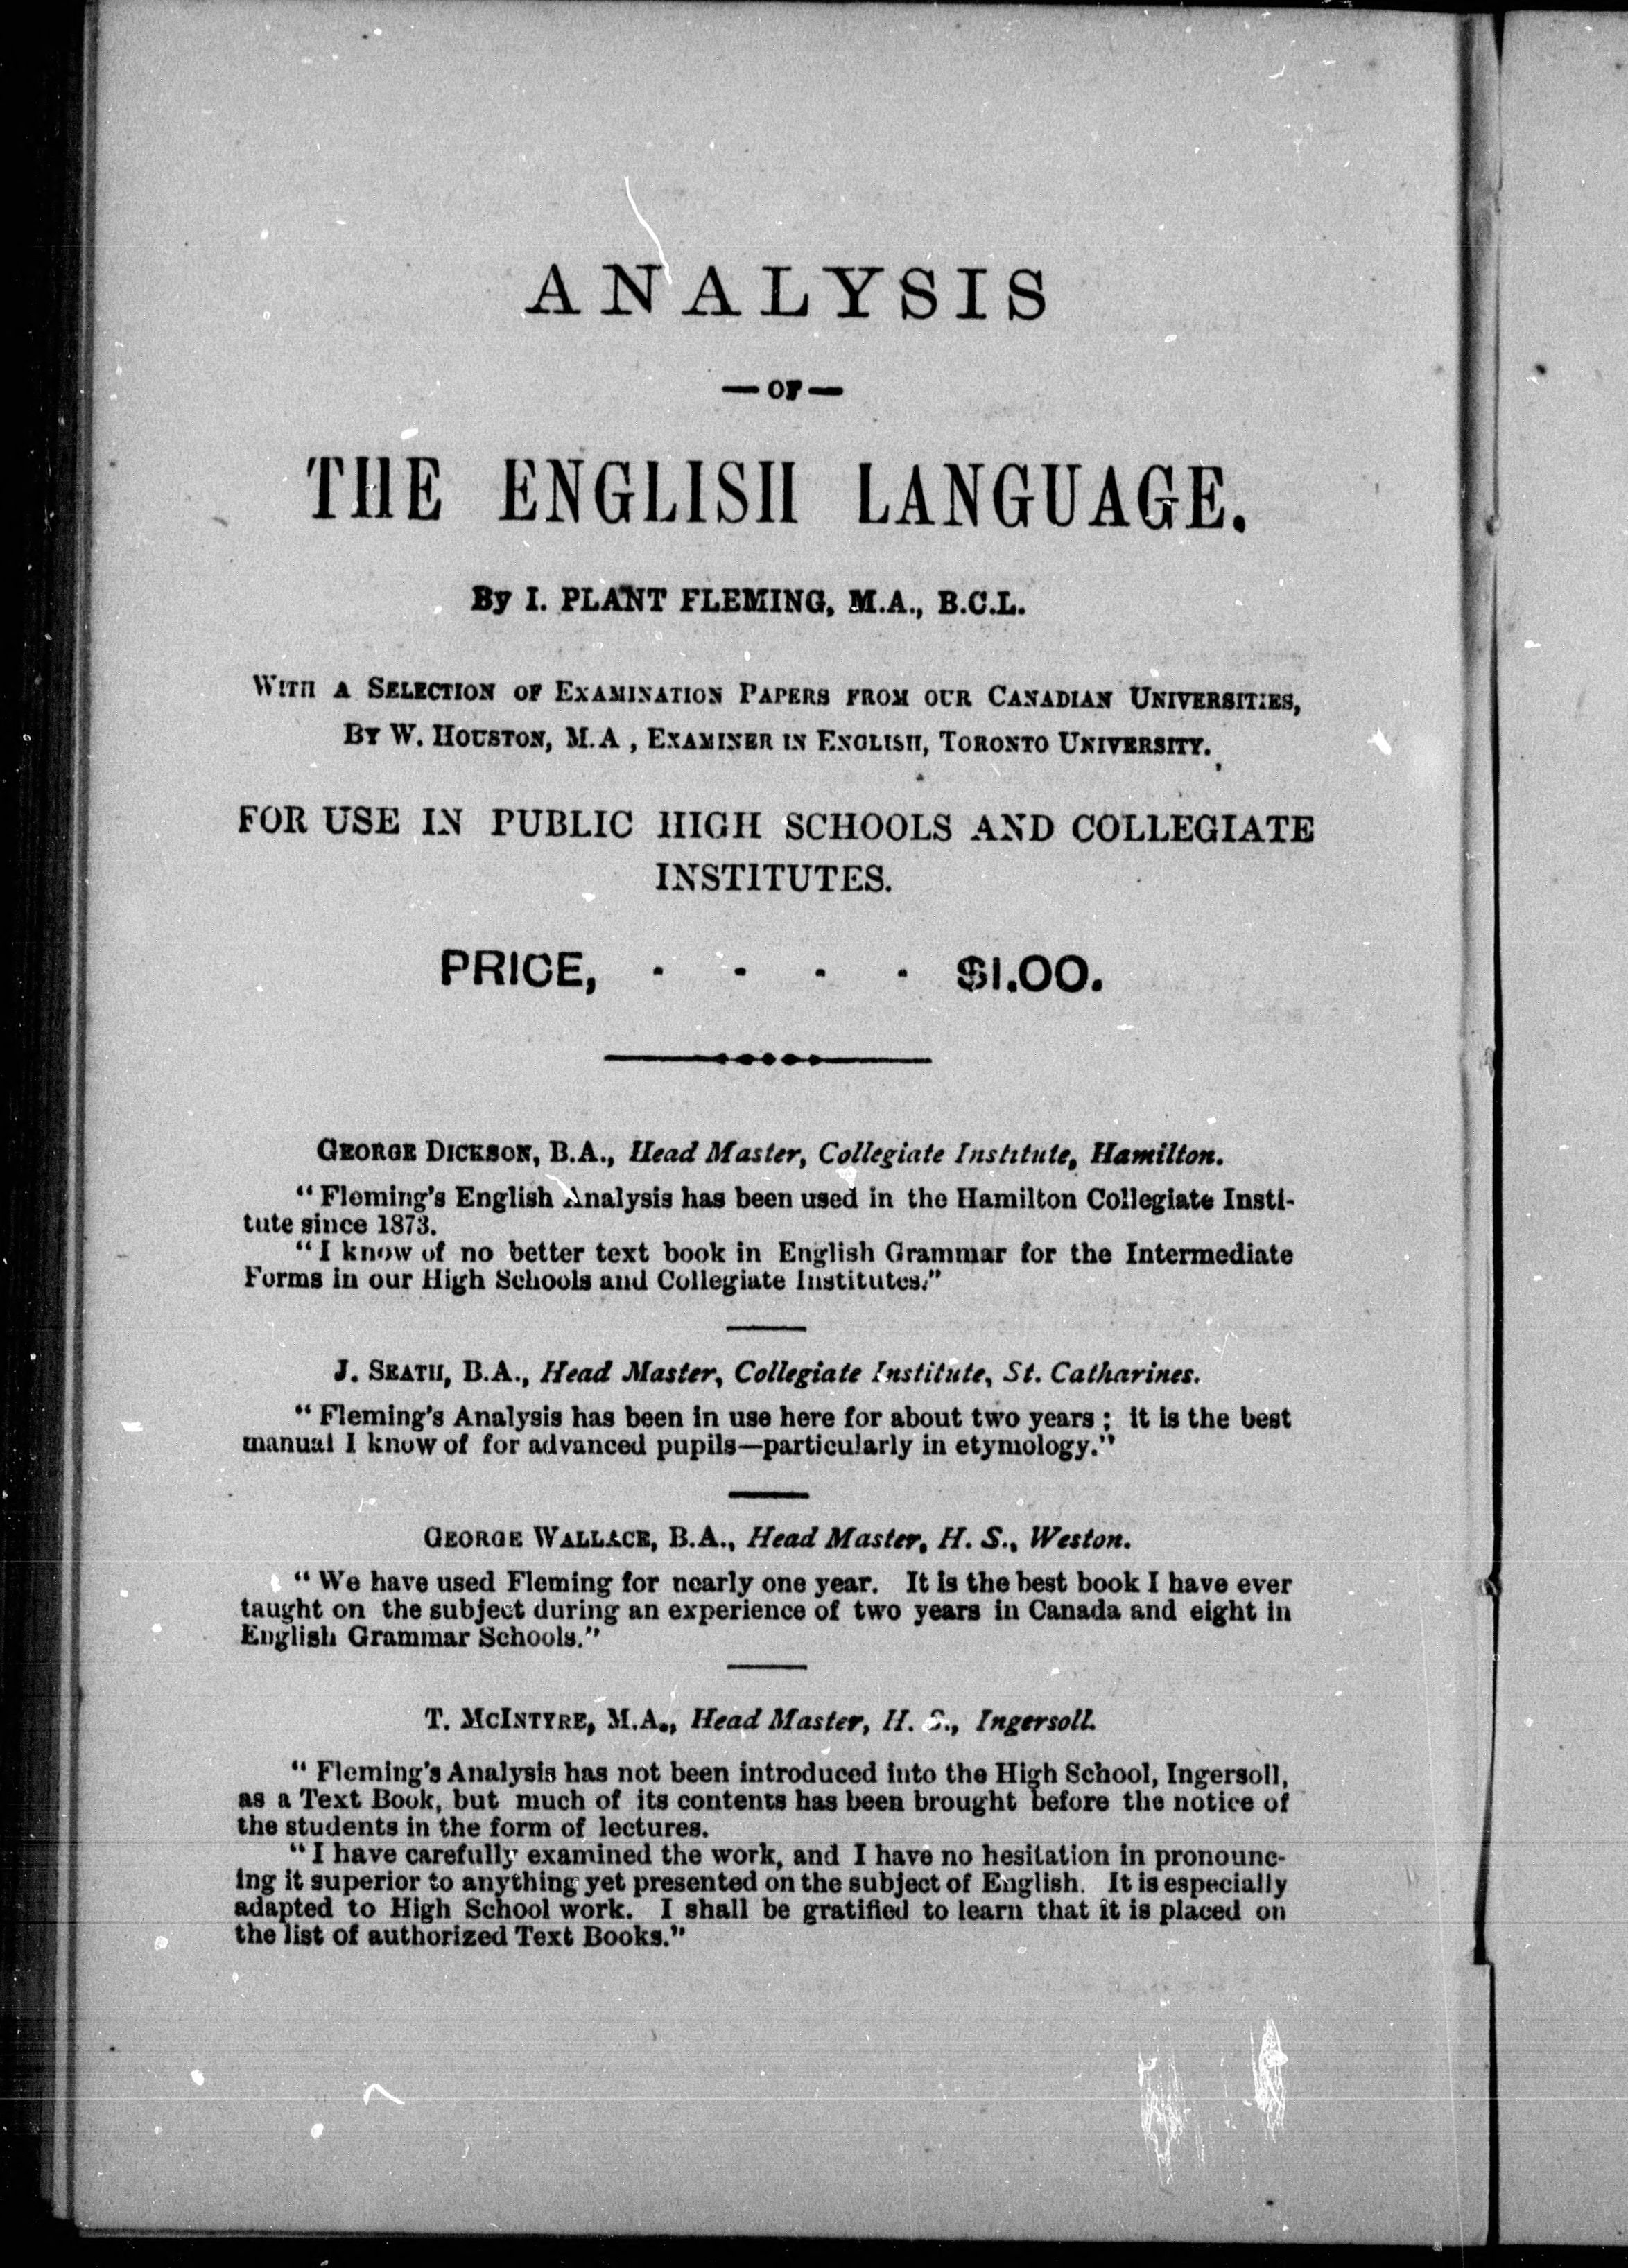 ANALYSIS
—OF—
THE ENGLISH LANGUAGE.
By I. PLANT FLEMING, M.A., B.C.L.
WITH A SELECTION OF EXAMINATION PAPERS FROM OUR CANADIAN UNIVERSITIES,
BY W. HOUSTON, M.A , EXAMINER IN ENGLISH, TORONTO UNIVERSITY.
FOR USE IN PUBLIC HIGH SCHOOLS AND COLLEGIATE
INSTITUTES.
PRICE, - - - - $1.00.
GEORGE DICKSON, B.A., Head Master, Collegiate Institute, Hamilton.
"Fleming's English Analysis has been used in the Hamilton Collegiate Insti-
tute since 1873.
"I know of no better text book in English Grammar for the Intermediate
Forms in our High Schools and Collegiate Institutes."
J. SEATH, B.A., Head Master, Collegiate Institute, St. Catharines.
"Fleming's Analysis has been in use here for about two years; it is the best
manual I know of for advanced pupils—particularly in etymology."
GEORGE WALLACE, B.A., Head Master, H. S., Weston.
"We have used Fleming for nearly one year. It is the best book I have ever
taught on the subject during an experience of two years in Canada and eight in
English Grammar Schools."
T. MCINTYRE, M.A., Head Master, H. S., Ingersoll.
"Fleming's Analysis has not been introduced into the High School, Ingersoll,
as a Text Book, but much of its contents has been brought before the notice of
the students in the form of lectures.
"I have carefully examined the work, and I have no hesitation in pronounc-
ing it superior to anything yet presented on the subject of English. It is especially
adapted to High School work. I shall be gratified to learn that it is placed on
the list of authorized Text Books."